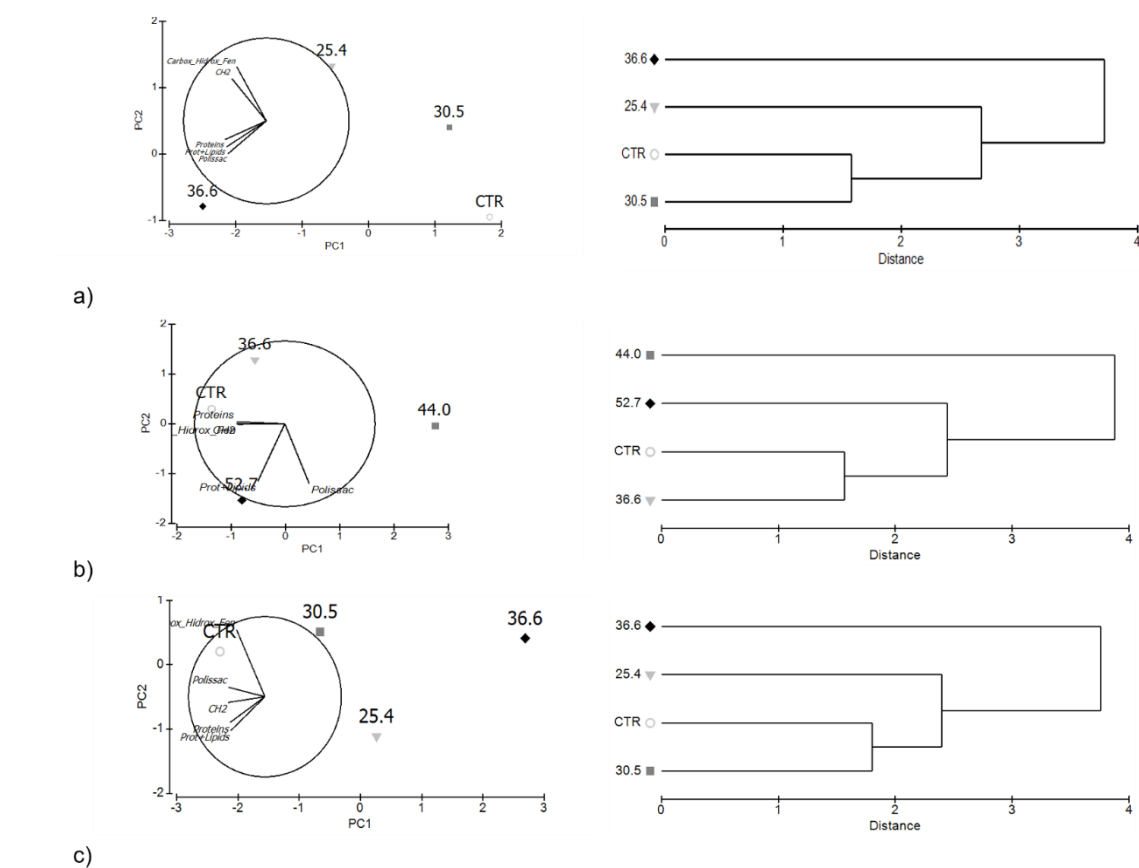 2
1
0
-1
PC2
-3
-2
-1
0
1
2
PC1
Carbox_Hidrox_Fen
CH2
Proteins
Prot+Lipids
Polissac
25.4
30.5
36.6
CTR
36.6
25.4
CTR
30.5
0
1
2
3
4
Distance
a)
2
1
0
-1
-2
PC2
-2
-1
0
1
2
3
PC1
36.6
CTR
Proteins
_Hidrox_
44.0
52.7
Prot+Lipids
Polissac
44.0
52.7
CTR
36.6
0
1
2
3
4
Distance
b)
1
0
-1
-2
PC2
-3
-2
-1
0
1
2
3
PC1
ox_Hidrox_Fen
CTR
30.5
36.6
Polissac
CH2
Proteins
Prot+Lipids
25.4
36.6
25.4
CTR
30.5
0
1
2
3
4
Distance
c)